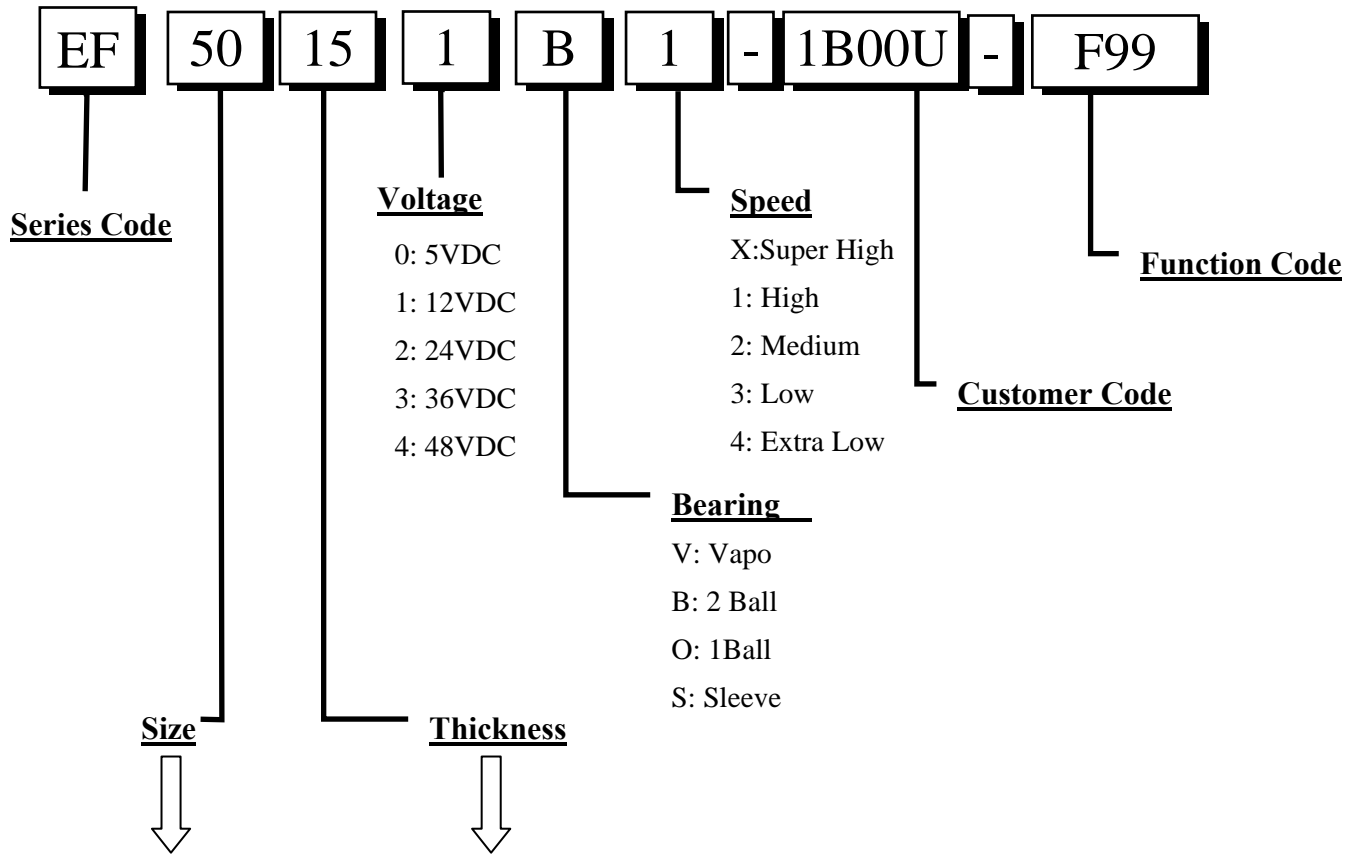 EF 50 15 1 B 1 - 1B00U - F99
Series Code
Voltage
0: 5VDC
1: 12VDC
2: 24VDC
3: 36VDC
4: 48VDC
Speed
X:Super High
1: High
2: Medium
3: Low
4: Extra Low
Function Code
Customer Code
Bearing
V: Vapo
B: 2 Ball
O: 1Ball
S: Sleeve
Size
Thickness